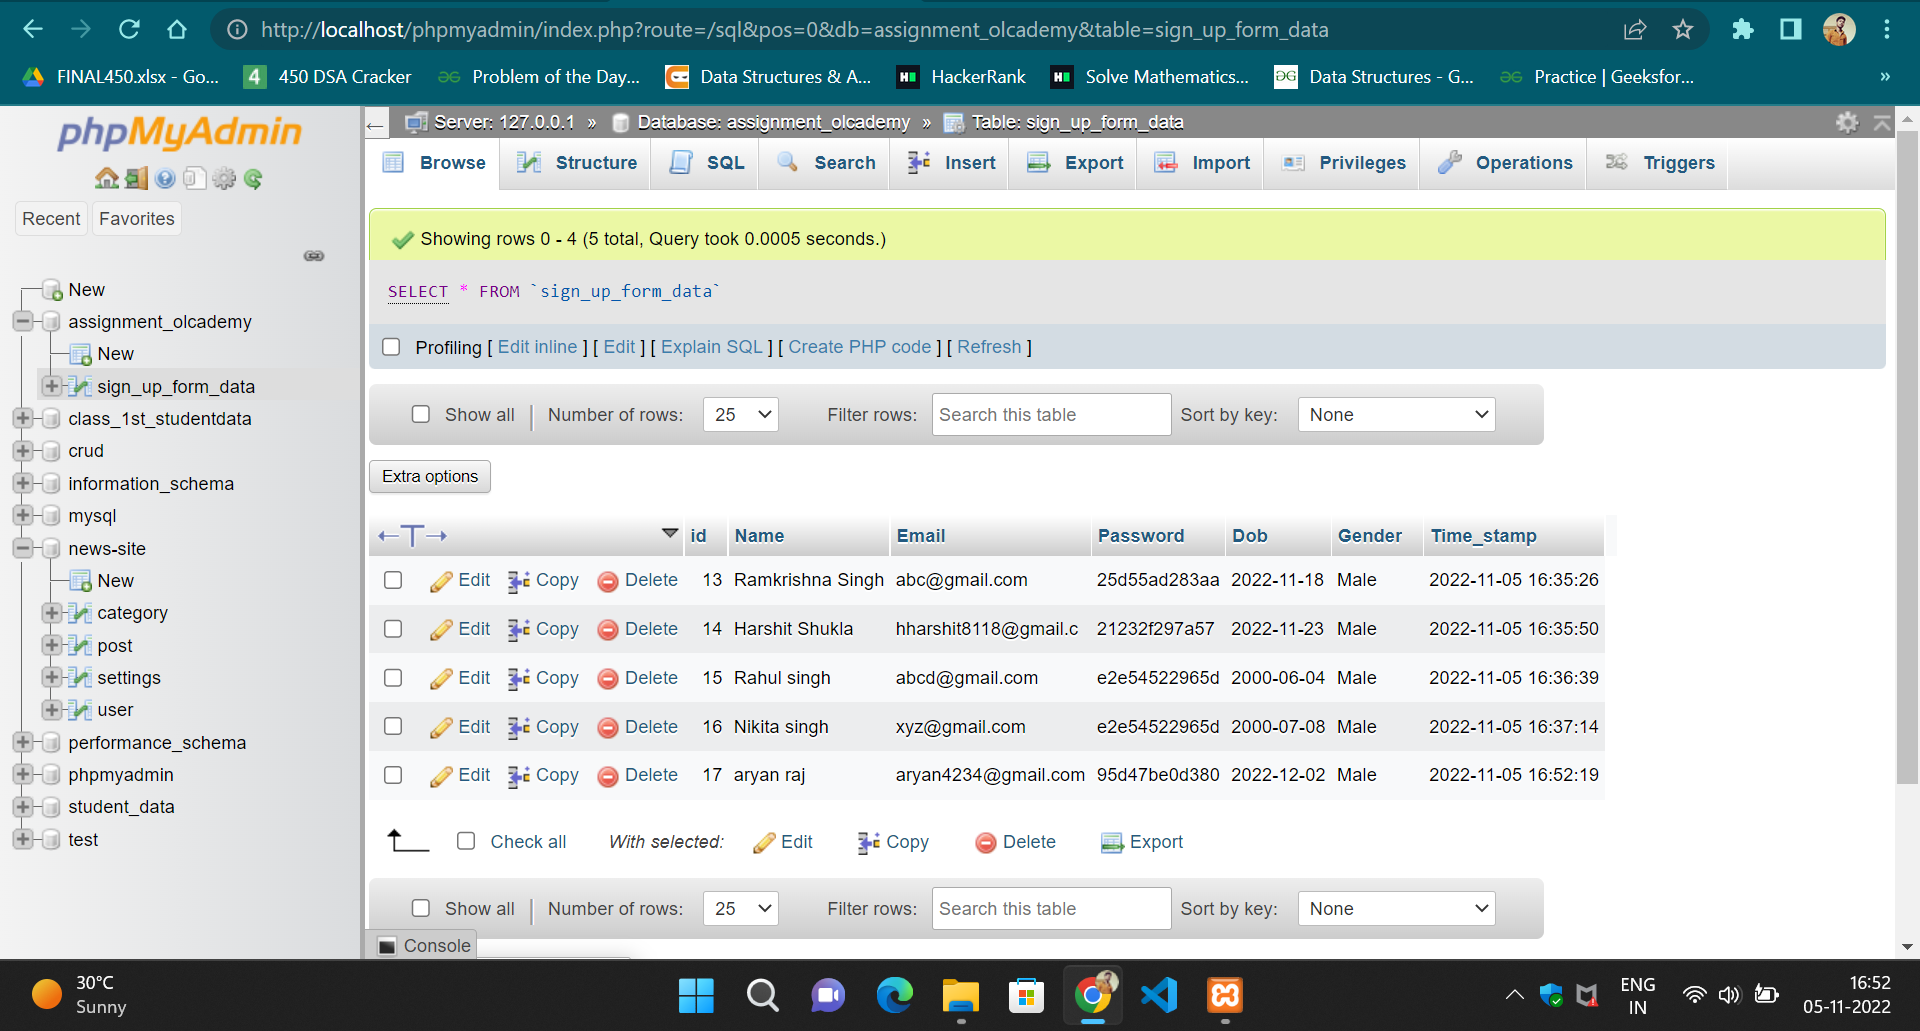 http://localhost/phpmyadmin/index.php?route=/sql&pos=0&db=assignment_olcademy&table=sign_up_form_data
FINAL450.xlsx - Go... 4 450 DSA Cracker Problem of the Day... Data Structures & A... HackerRank Solve Mathematics... Data Structures - G... Practice | Geeksfor... »
phpMyAdmin
Recent Favorites
New
assignment_olcademy
New
sign_up_form_data
class_1st_studentdata
crud
information_schema
mysql
news-site
New
category
post
settings
user
performance_schema
phpmyadmin
student_data
test
Server: 127.0.0.1 » Database: assignment_olcademy » Table: sign_up_form_data
Browse Structure SQL Search Insert Export Import Privileges Operations Triggers
Showing rows 0 - 4 (5 total, Query took 0.0005 seconds.)
SELECT * FROM `sign_up_form_data`
Profiling [ Edit inline ] [ Edit ] [ Explain SQL ] [ Create PHP code ] [ Refresh ]
Show all | Number of rows: 25 Filter rows: Search this table Sort by key: None
Extra options
id Name Email Password Dob Gender Time_stamp
Edit Copy Delete 13 Ramkrishna Singh abc@gmail.com 25d55ad283aa 2022-11-18 Male 2022-11-05 16:35:26
Edit Copy Delete 14 Harshit Shukla hharshit8118@gmail.c 21232f297a57 2022-11-23 Male 2022-11-05 16:35:50
Edit Copy Delete 15 Rahul singh abcd@gmail.com e2e54522965d 2000-06-04 Male 2022-11-05 16:36:39
Edit Copy Delete 16 Nikita singh xyz@gmail.com e2e54522965d 2000-07-08 Male 2022-11-05 16:37:14
Edit Copy Delete 17 aryan raj aryan4234@gmail.com 95d47be0d380 2022-12-02 Male 2022-11-05 16:52:19
Check all With selected: Edit Copy Delete Export
Show all | Number of rows: 25 Filter rows: Search this table Sort by key: None
Console
30°C
Sunny
ENG
IN
16:52
05-11-2022